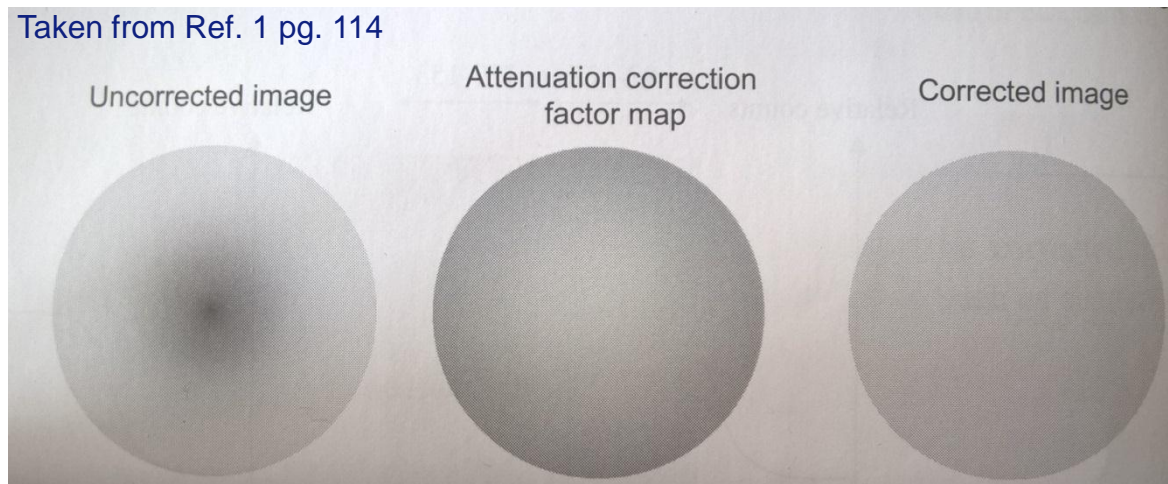 Taken from Ref. 1 pg. 114
Uncorrected image
Attenuation correction
factor map
Corrected image